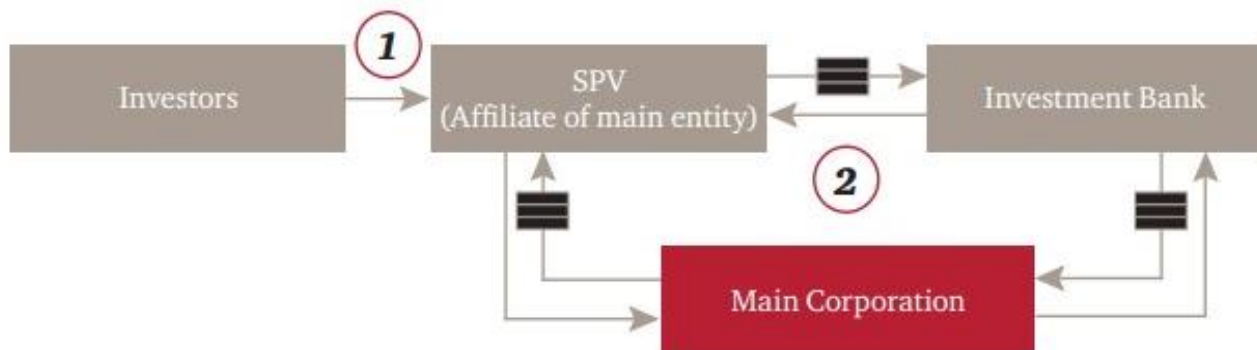 1
Investors
SPV
(Affiliate of main entity)
Investment Bank
2
Main Corporation